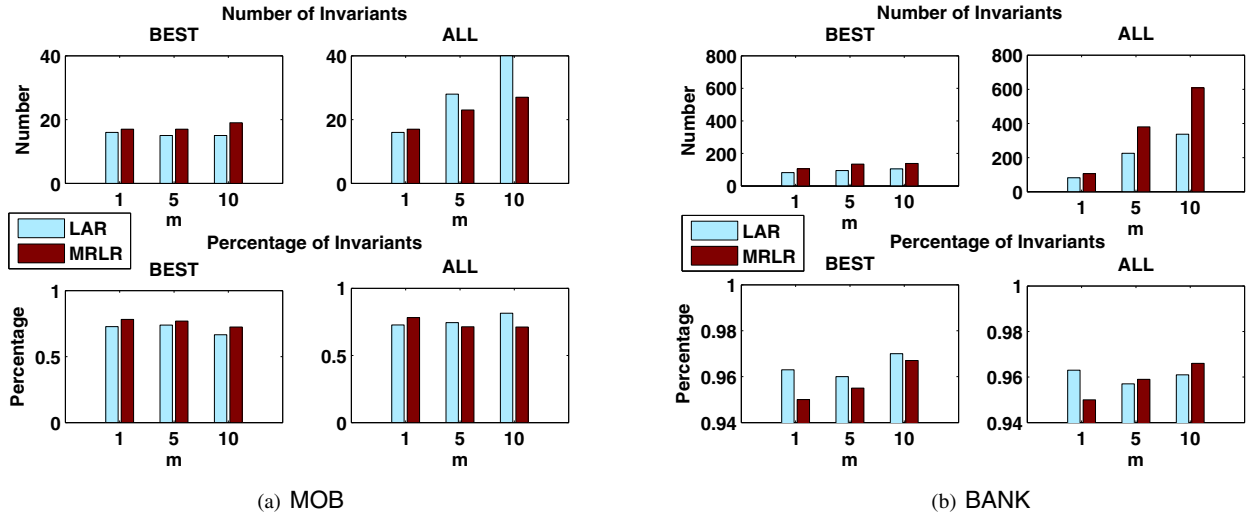 Number of Invariants
BEST
ALL
Number
40
20
0
1 5 10
m
40
20
0
1 5 10
m
LAR
MRLR
Percentage of Invariants
BEST
ALL
Percentage
1
0.5
0
1 5 10
m
1
0.5
0
1 5 10
m
(a) MOB
Number of Invariants
BEST
ALL
Number
800
600
400
200
0
1 5 10
m
800
600
400
200
0
1 5 10
m
LAR
MRLR
Percentage of Invariants
BEST
ALL
Percentage
1
0.98
0.96
0.94
1 5 10
m
1
0.98
0.96
0.94
1 5 10
m
(b) BANK